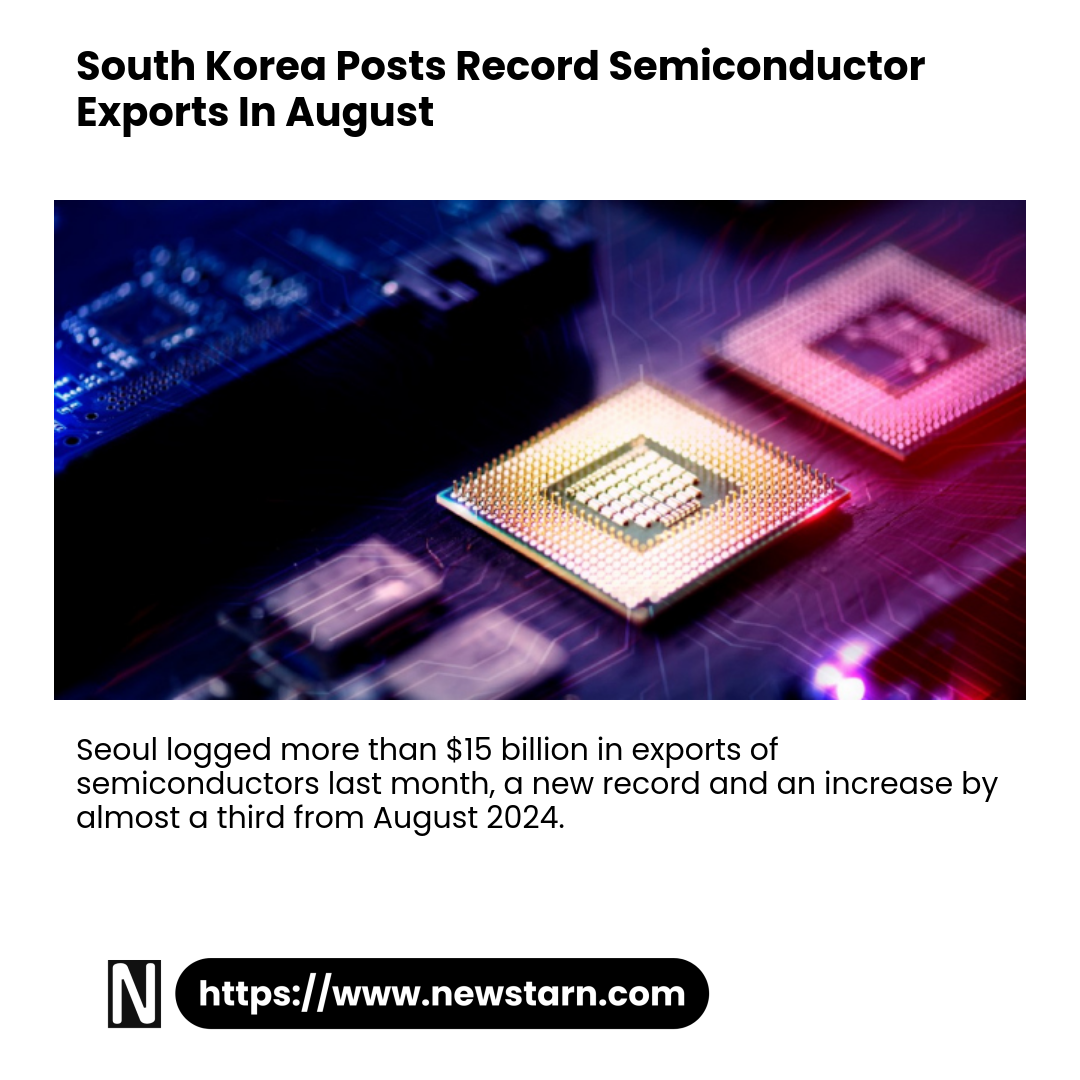 South Korea Posts Record Semiconductor
Exports In August
Seoul logged more than $15 billion in exports of
semiconductors last month, a new record and an increase by
almost a third from August 2024.
N
https://www.newstarn.com